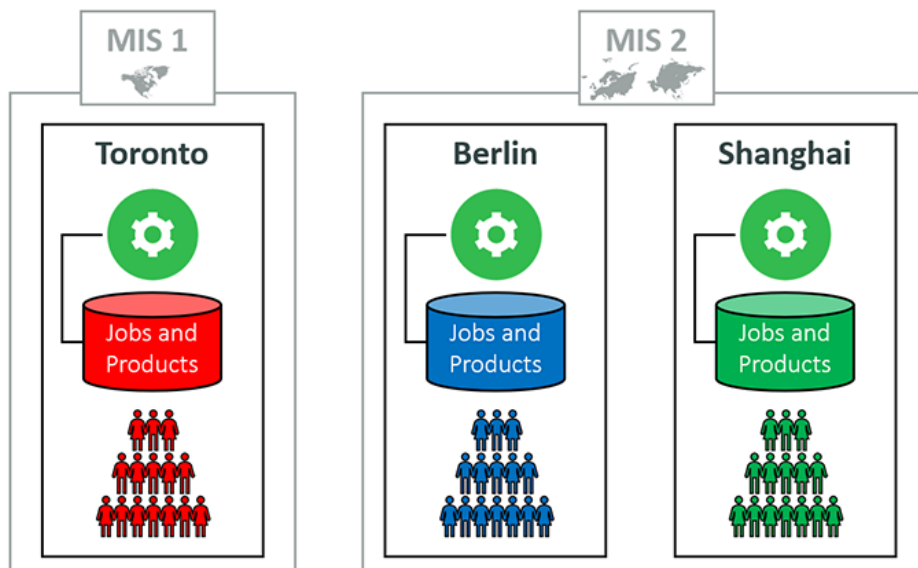 MIS 1
MIS 2
Toronto
Berlin
Shanghai
Jobs and
Products
Jobs and
Products
Jobs and
Products